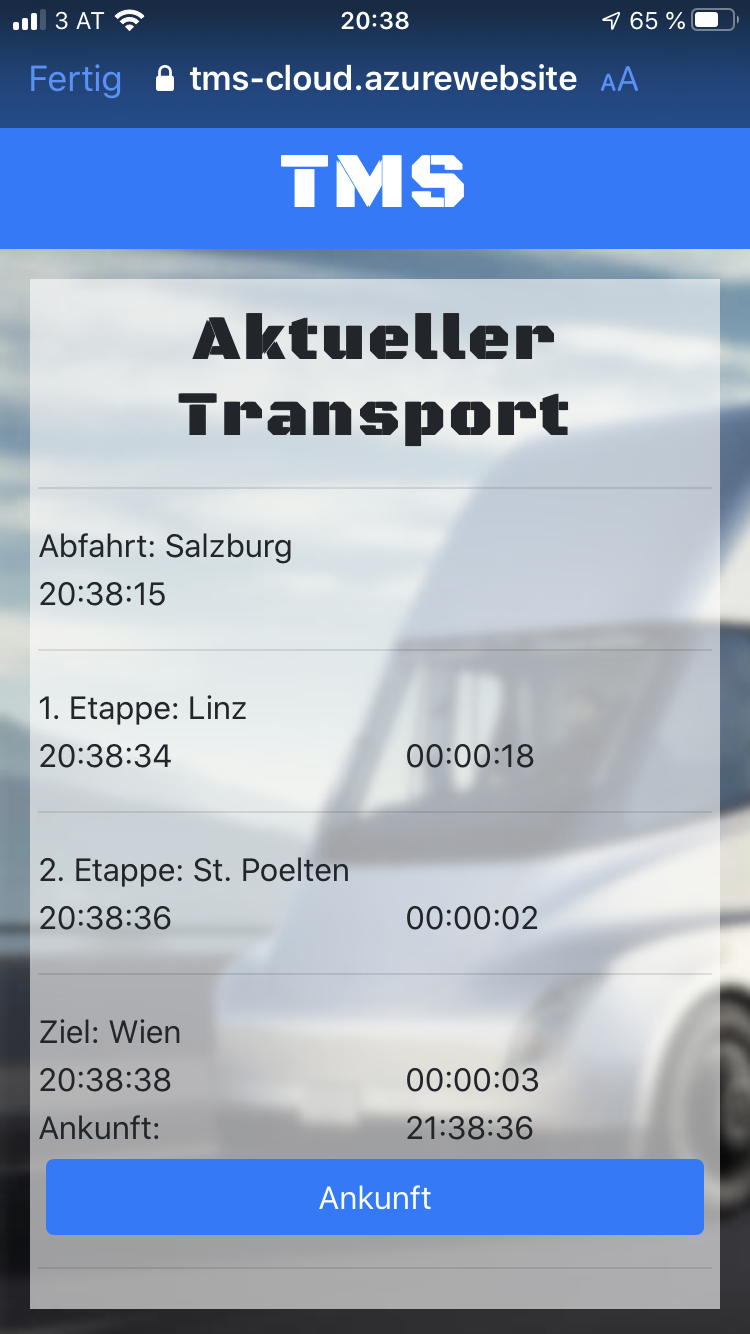 3 AT 20:38 65 %
Fertig tms-cloud.azurewebsite AA
TMS
Aktueller
Transport
Abfahrt: Salzburg
20:38:15
1. Etappe: Linz
20:38:34 00:00:18
2. Etappe: St. Poelten
20:38:36 00:00:02
Ziel: Wien
20:38:38 00:00:03
Ankunft: 21:38:36
Ankunft